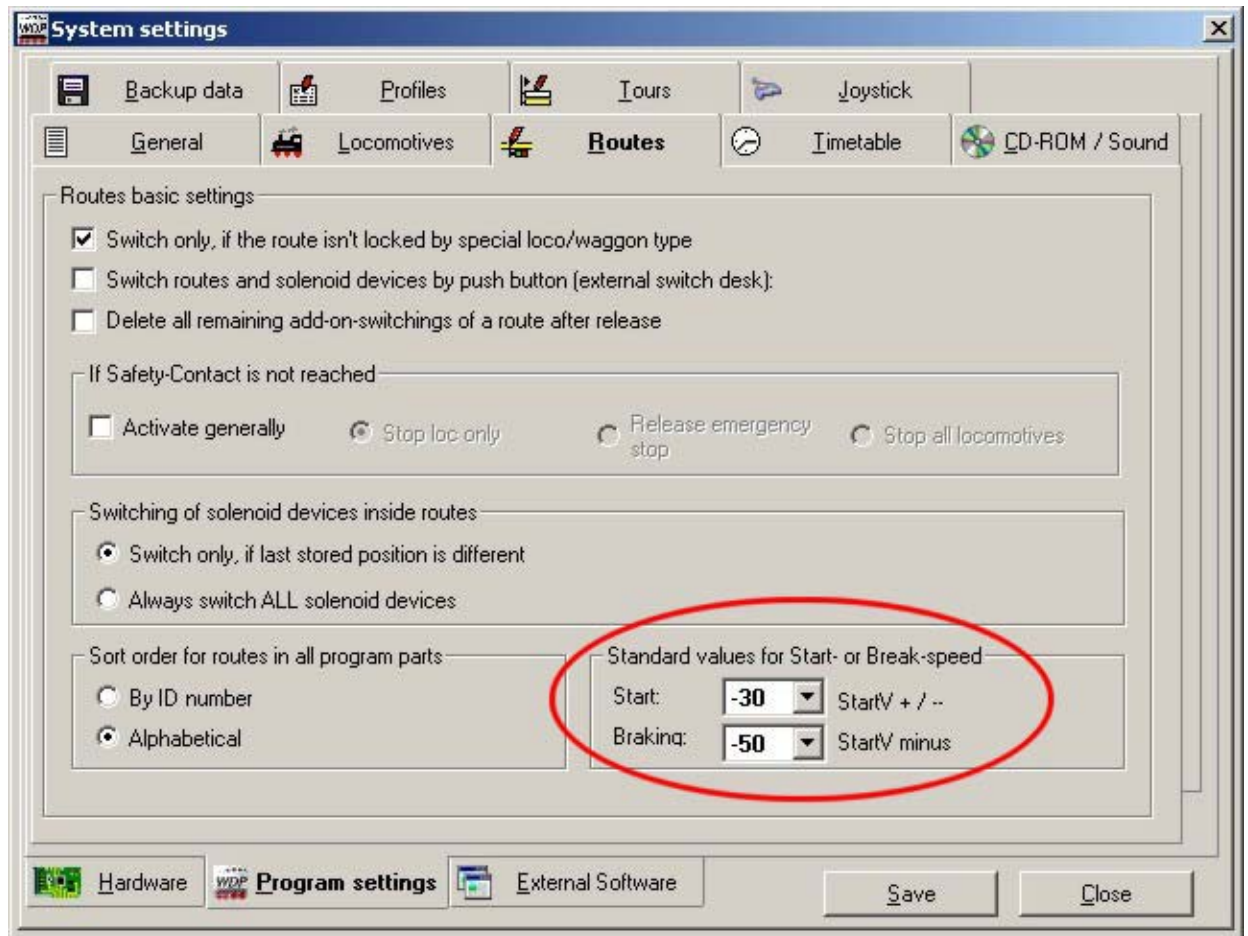 WDP System settings
Backup data Profiles Tours Joystick
General Locomotives Routes Timetable CD-ROM / Sound
Routes basic settings
Switch only, if the route isn't locked by special loco/waggon type
Switch routes and solenoid devices by push button (external switch desk):
Delete all remaining add-on-switchings of a route after release
If Safety-Contact is not reached
Activate generally Stop loc only Release emergency stop Stop all locomotives
Switching of solenoid devices inside routes
Switch only, if last stored position is different
Always switch ALL solenoid devices
Sort order for routes in all program parts
By ID number
Alphabetical
Standard values for Start- or Break-speed
Start: -30 StartV + / --
Braking: -50 StartV minus
Hardware WDP Program settings External Software
Save Close